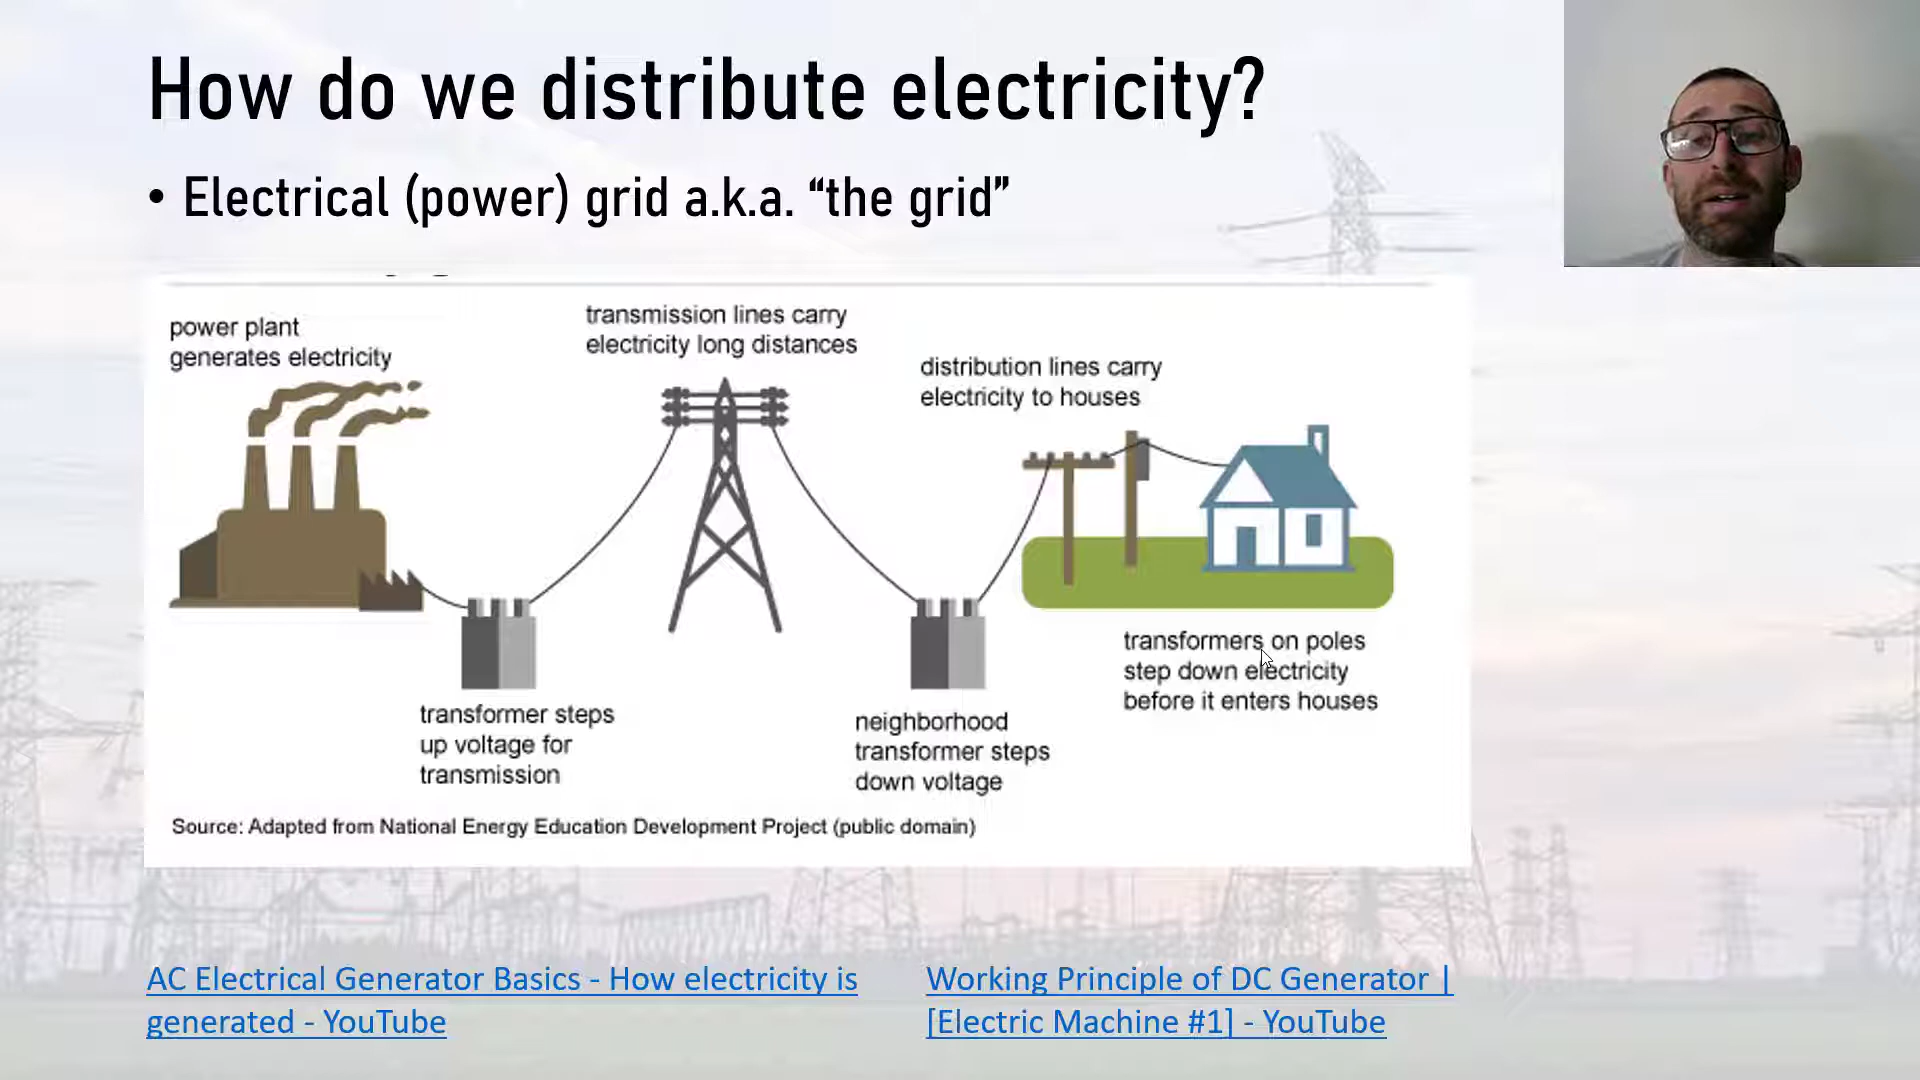 How do we distribute electricity?
• Electrical (power) grid a.k.a. “the grid”
power plant
generates electricity
transmission lines carry
electricity long distances
distribution lines carry
electricity to houses
transformer steps
up voltage for
transmission
neighborhood
transformer steps
down voltage
transformers on poles
step down electricity
before it enters houses
Source: Adapted from National Energy Education Development Project (public domain)
AC Electrical Generator Basics - How electricity is
generated - YouTube
Working Principle of DC Generator |
[Electric Machine #1] - YouTube